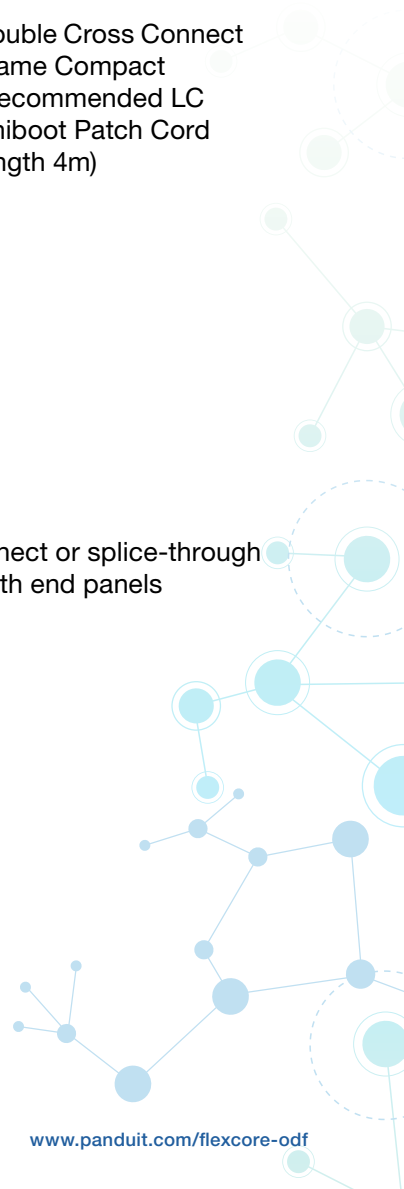 ouble Cross Connect
ame Compact
ecommended LC
niboot Patch Cord
ngth 4m)
nect or splice-through
th end panels
www.panduit.com/flexcore-odf